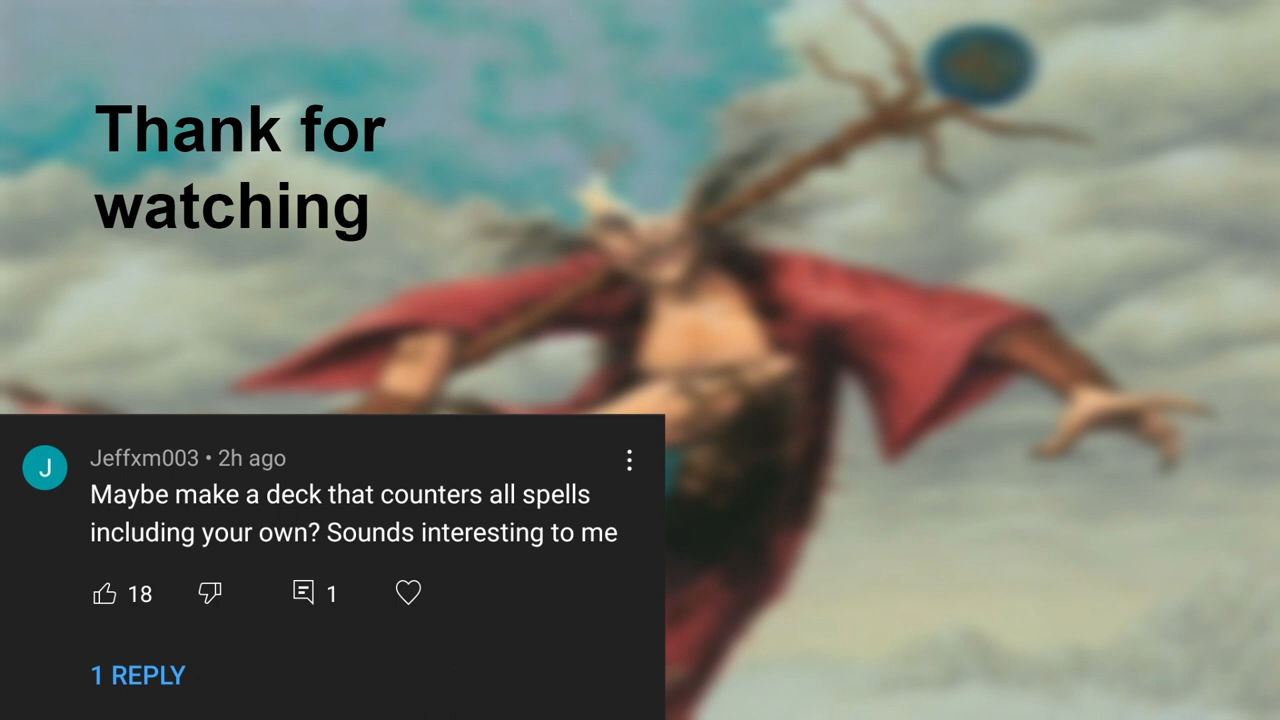 Thank for
watching
J
Jeffxm003 • 2h ago
Maybe make a deck that counters all spells
including your own? Sounds interesting to me
18
1
1 REPLY